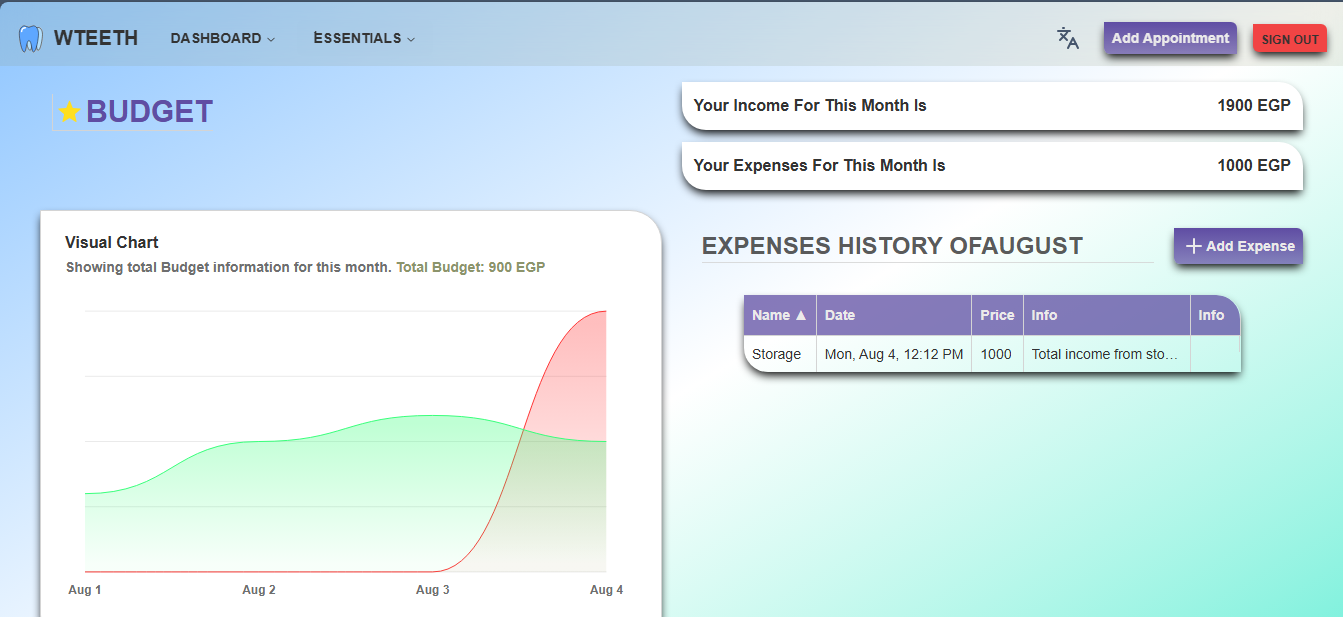 WTEETH DASHBOARD ESSENTIALS Add Appointment SIGN OUT
BUDGET
Your Income For This Month Is 1900 EGP
Your Expenses For This Month Is 1000 EGP
Visual Chart
Showing total Budget information for this month. Total Budget: 900 EGP
Aug 1 Aug 2 Aug 3 Aug 4
EXPENSES HISTORY OFAUGUST Add Expense
Name ▲ Date Price Info Info
Storage Mon, Aug 4, 12:12 PM 1000 Total income from sto...